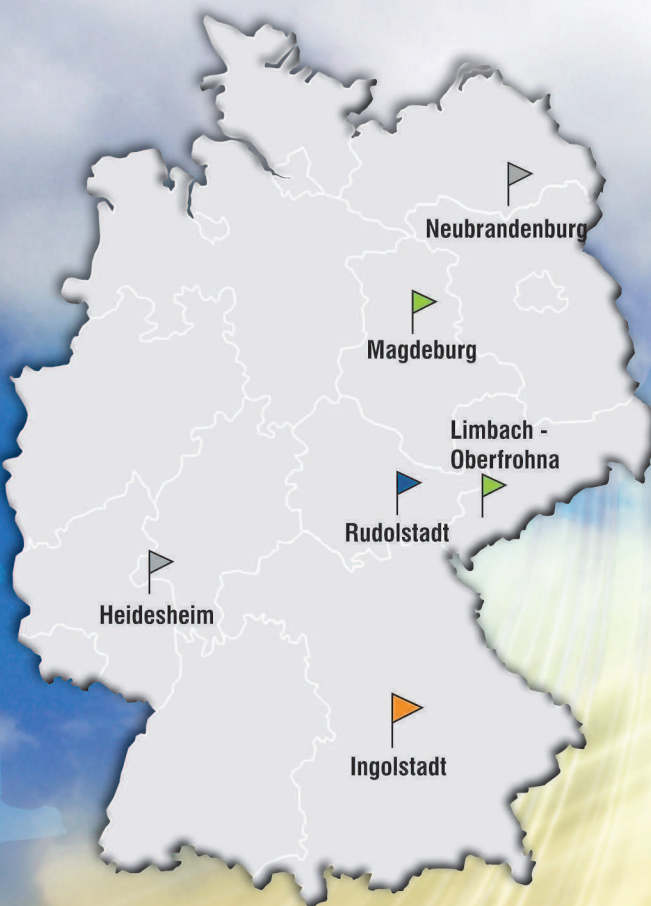 Neubrandenburg
Magdeburg
Limbach -
Oberfrohna
Rudolstadt
Heidesheim
Ingolstadt